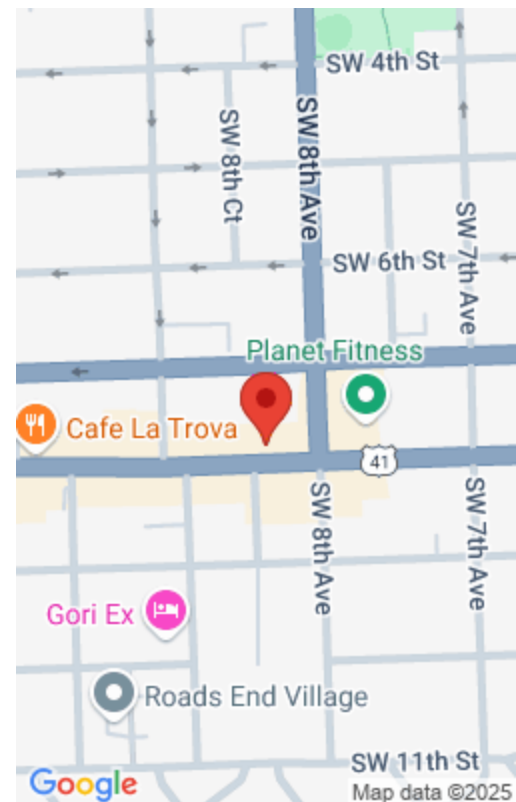 SW 4th St
SW 8th Ct
SW 8th Ave
SW 7th Ave
SW 6th St
Planet Fitness
Cafe La Trova
41
SW 8th Ave
SW 7th Ave
Gori Ex
Roads End Village
SW 11th St
Google
Map data ©2025